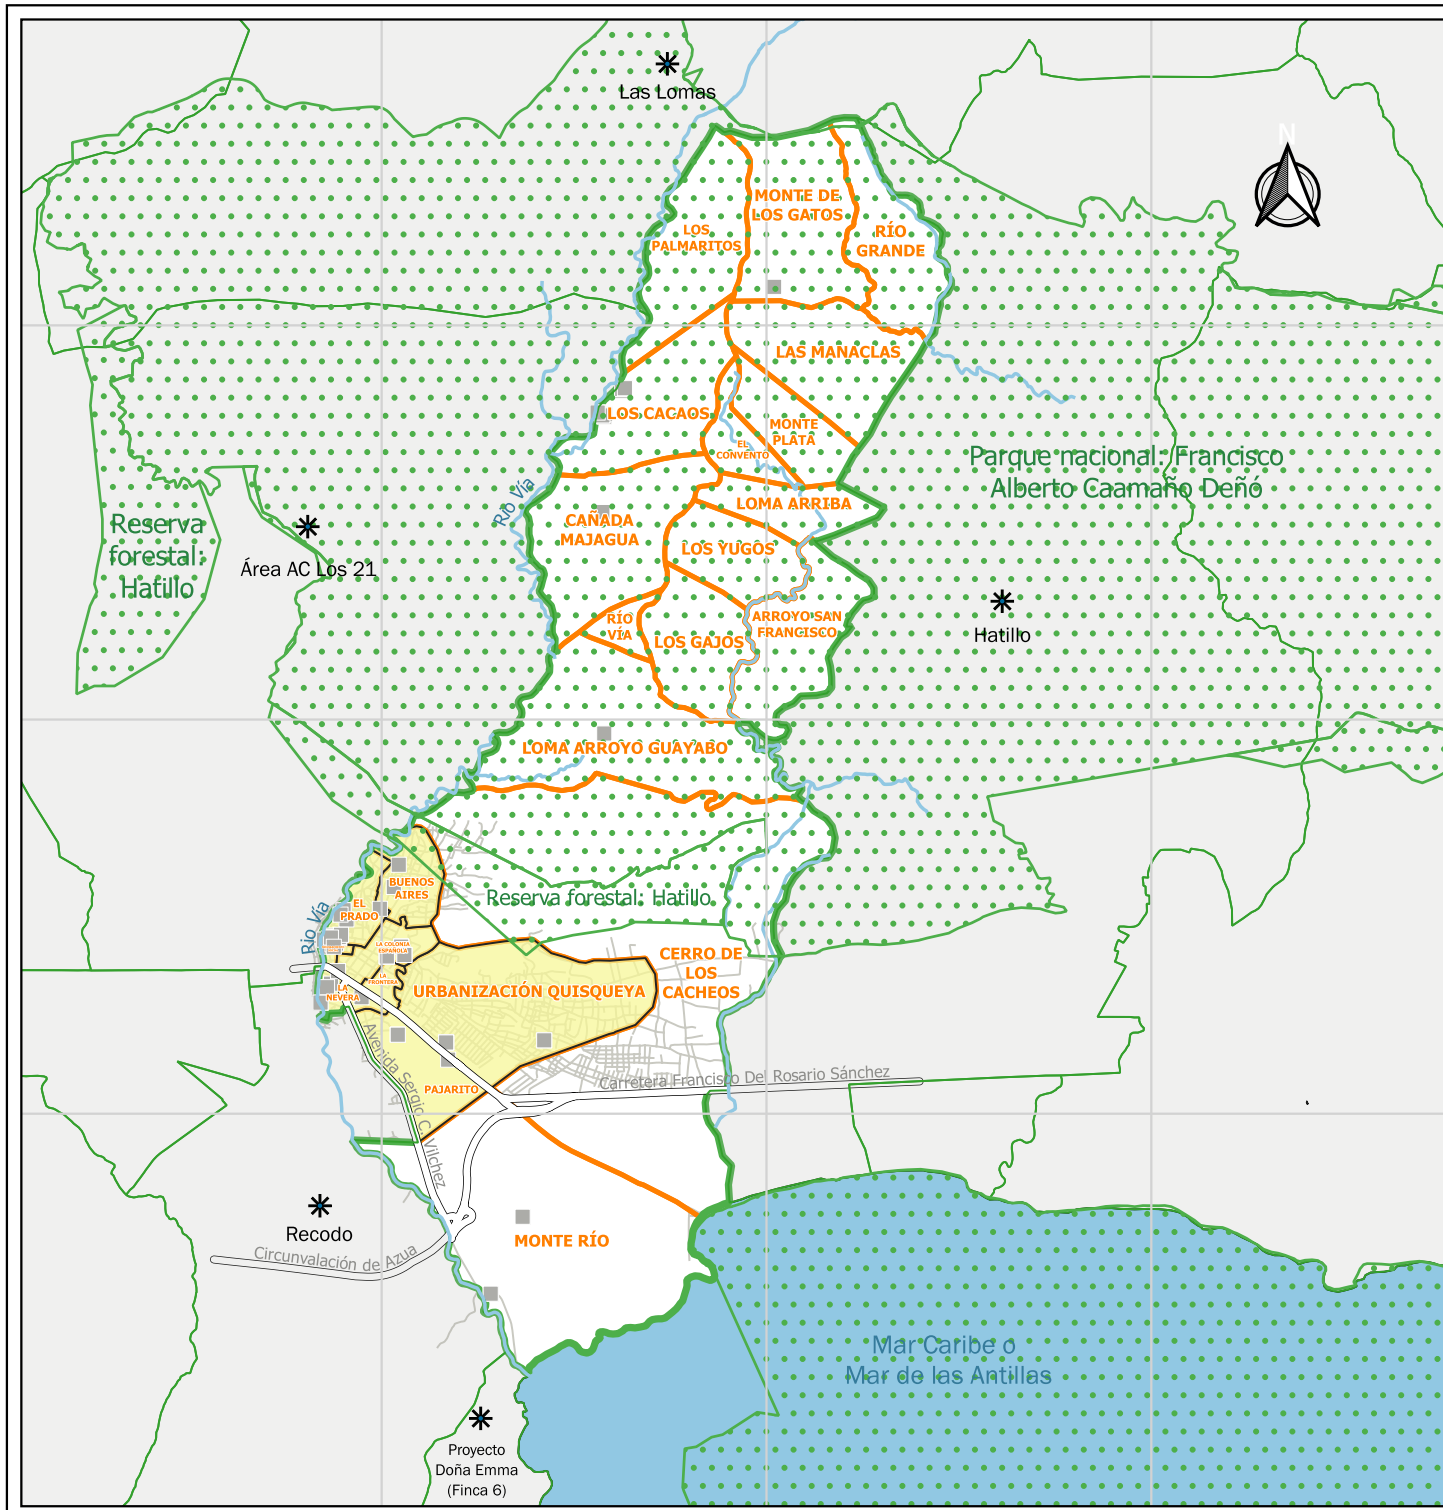 Las Lomas
N
MONTE DE
LOS GATOS
LOS
PALMARITOS
RÍO
GRANDE
LAS MANACLAS
LOS CACAOS
MONTE
PLATA
EL
CONVENTO
Parque nacional: Francisco
Alberto Caamaño Deñó
Río Vía
LOMA ARRIBA
CAÑADA
MAJAGUA
Reserva
forestal:
Hatillo
LOS YUGOS
Área AC Los 21
RÍO
VÍA
ARROYO SAN
FRANCISCO
LOS GAJOS
Hatillo
LOMA ARROYO GUAYABO
BUENOS
AIRES
Reserva forestal: Hatillo
EL
PRADO
Río Vía
LA COLONIA
ESPAÑOLA
CERRO DE
LOS
CACHEOS
LA
FRONTERA
LA
NEVERA
URBANIZACIÓN QUISQUEYA
Avenida Sergio C. Vilchez
PAJARITO
Carretera Francisco Del Rosario Sánchez
Recodo
Circunvalación de Azua
MONTE RÍO
Mar Caribe o
Mar de las Antillas
Proyecto
Doña Emma
(Finca 6)